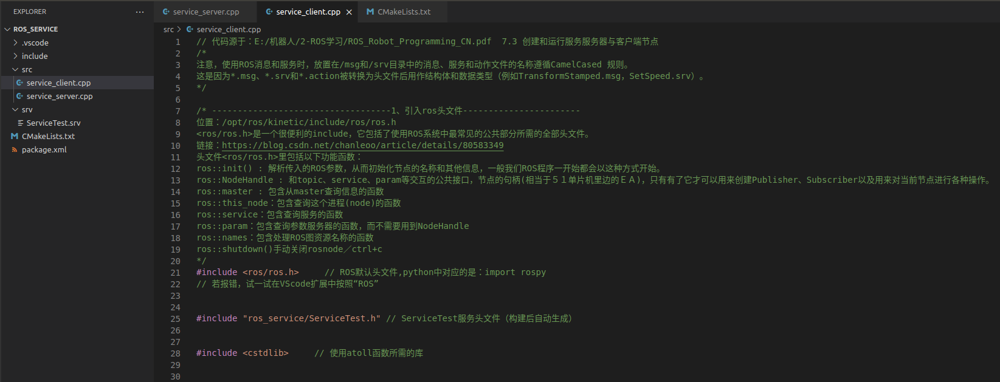 EXPLORER
···
service_server.cpp
service_client.cpp
CMakeLists.txt
ROS_SERVICE
.vscode
include
src
service_client.cpp
service_server.cpp
srv
ServiceTest.srv
CMakeLists.txt
package.xml
src > service_client.cpp
1 // 代码源于：E:/机器人/2-ROS学习/ROS_Robot_Programming_CN.pdf  7.3 创建和运行服务服务器与客户端节点
2 /*
3 注意，使用ROS消息和服务时，放置在/msg和/srv目录中的消息、服务和动作文件的名称遵循CamelCased 规则。
4 这是因为*.msg、*.srv和*.action被转换为头文件后用作结构体和数据类型（例如TransformStamped.msg，SetSpeed.srv）。
5 */
6
7 /* -----------------------------------1、引入ros头文件-----------------------
8 位置：/opt/ros/kinetic/include/ros/ros.h
9 <ros/ros.h>是一个很便利的include，它包括了使用ROS系统中最常见的公共部分所需的全部头文件。
10 链接：https://blog.csdn.net/chanleoo/article/details/80583349
11 头文件<ros/ros.h>里包括以下功能函数：
12 ros::init() : 解析传入的ROS参数，从而初始化节点的名称和其他信息，一般我们ROS程序一开始都会以这种方式开始。
13 ros::NodeHandle : 和topic、service、param等交互的公共接口，节点的句柄(相当于５１单片机里边的ＥＡ)，只有有了它才可以用来创建Publisher、Subscriber以及用来对当前节点进行各种操作。
14 ros::master : 包含从master查询信息的函数
15 ros::this_node：包含查询这个进程(node)的函数
16 ros::service：包含查询服务的函数
17 ros::param：包含查询参数服务器的函数，而不需要用到NodeHandle
18 ros::names：包含处理ROS图资源名称的函数
19 ros::shutdown()手动关闭rosnode／ctrl+c
20 */
21 #include <ros/ros.h>     // ROS默认头文件,python中对应的是：import rospy
22 // 若报错，试一试在VScode扩展中按照“ROS”
23
24
25 #include "ros_service/ServiceTest.h" // ServiceTest服务头文件（构建后自动生成）
26
27
28 #include <cstdlib>     // 使用atoll函数所需的库
29
30